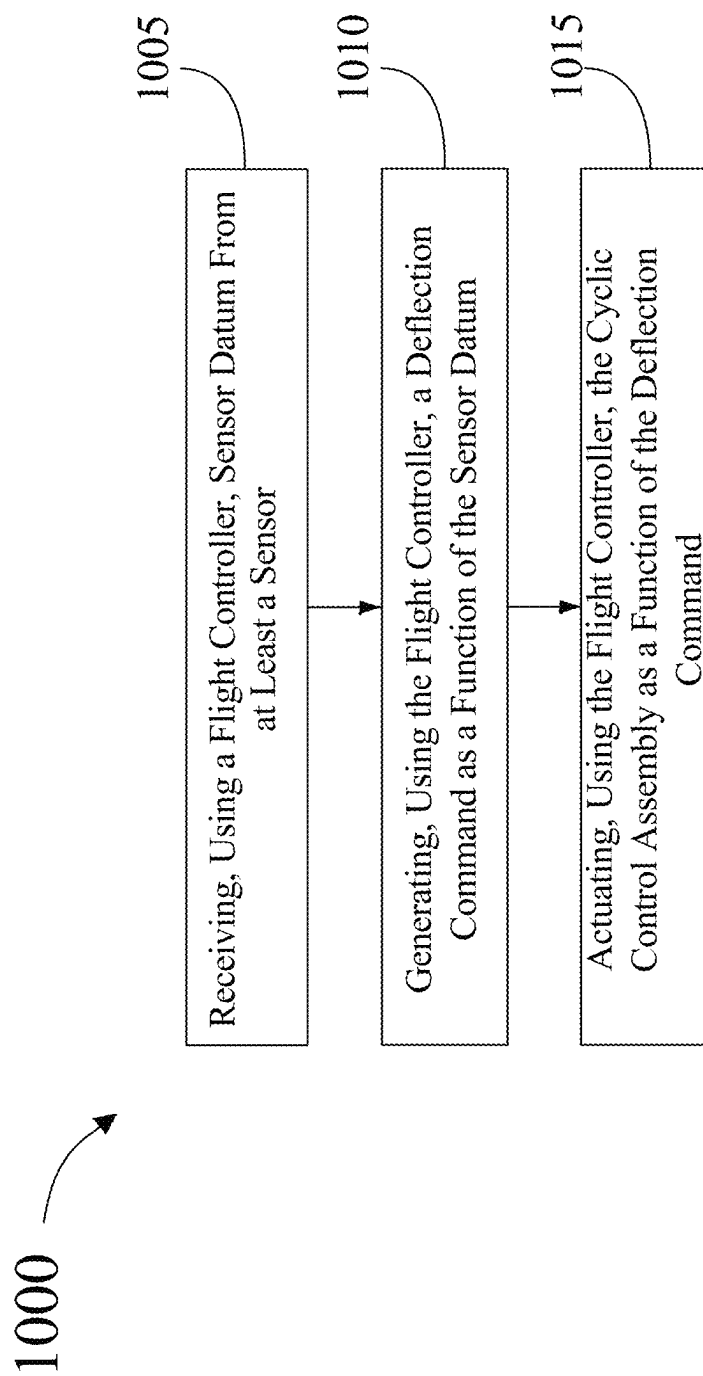 1000
1005
Receiving, Using a Flight Controller, Sensor Datum From
at Least a Sensor
1010
Generating, Using the Flight Controller, a Deflection
Command as a Function of the Sensor Datum
1015
Actuating, Using the Flight Controller, the Cyclic
Control Assembly as a Function of the Deflection
Command